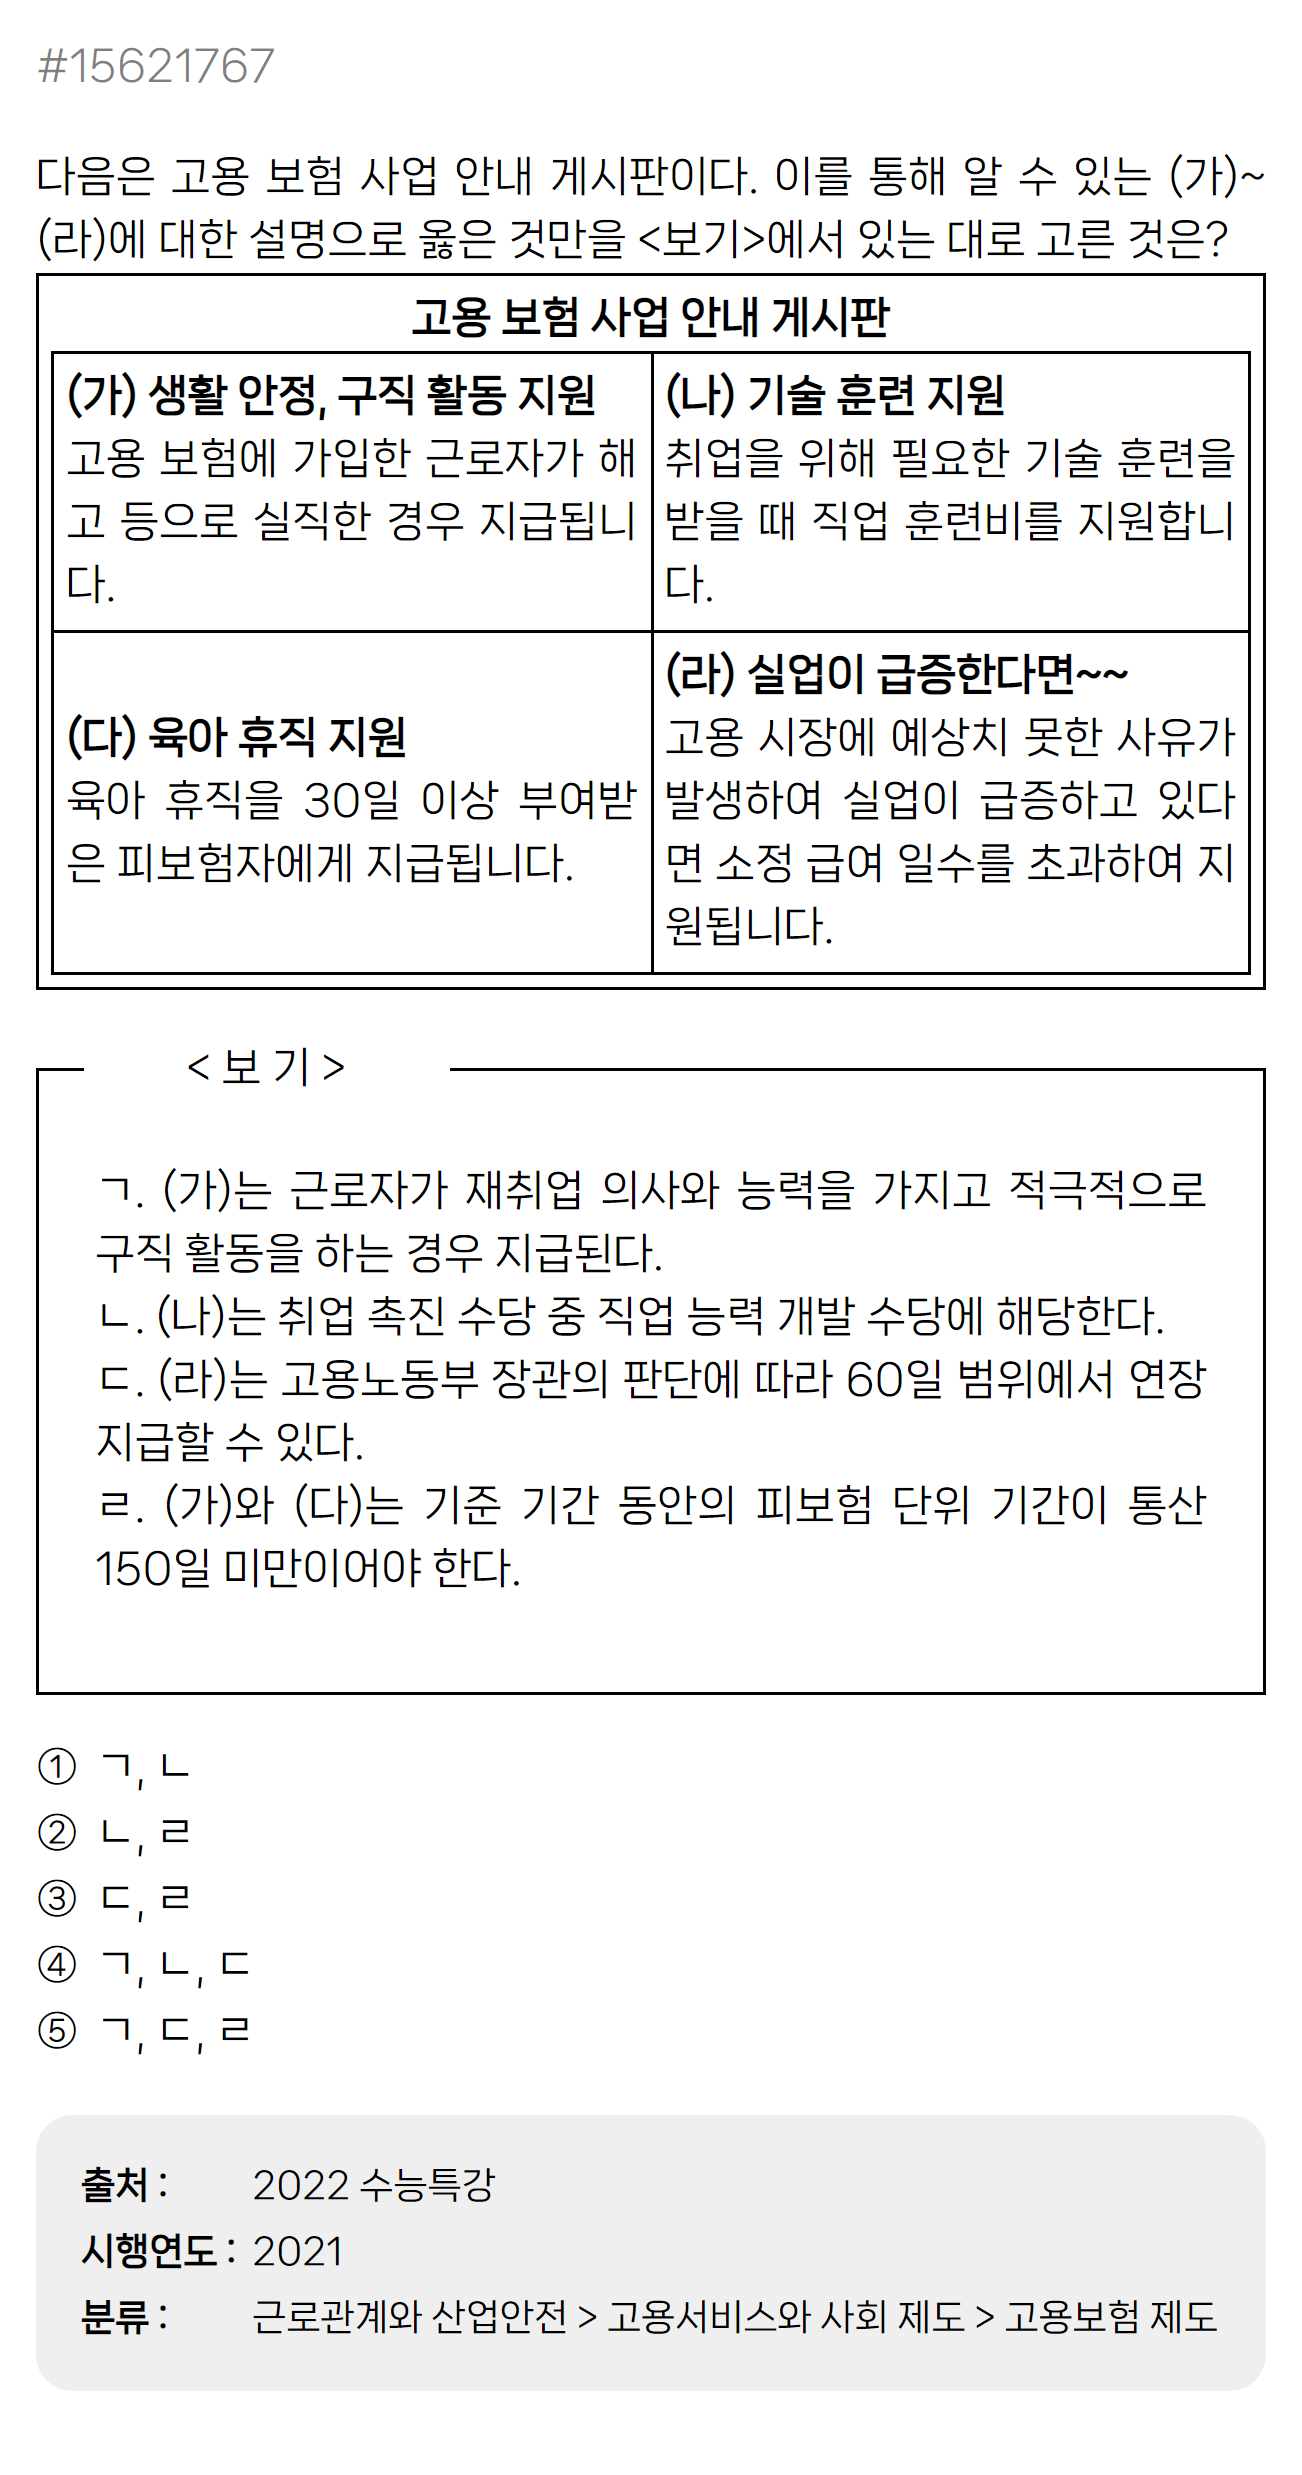 #15621767
다음은 고용 보험 사업 안내 게시판이다. 이를 통해 알 수 있는 (가)~
(라)에 대한 설명으로 옳은 것만을 <보기>에서 있는 대로 고른 것은?
고용 보험 사업 안내 게시판
(가) 생활 안정, 구직 활동 지원
고용 보험에 가입한 근로자가 해
고 등으로 실직한 경우 지급됩니
다.
(나) 기술 훈련 지원
취업을 위해 필요한 기술 훈련을
받을 때 직업 훈련비를 지원합니
다.
(다) 육아 휴직 지원
육아 휴직을 30일 이상 부여받
은 피보험자에게 지급됩니다.
(라) 실업이 급증한다면~~
고용 시장에 예상치 못한 사유가
발생하여 실업이 급증하고 있다
면 소정 급여 일수를 초과하여 지
원됩니다.
< 보 기 >
ㄱ. (가)는 근로자가 재취업 의사와 능력을 가지고 적극적으로
구직 활동을 하는 경우 지급된다.
ㄴ. (나)는 취업 촉진 수당 중 직업 능력 개발 수당에 해당한다.
ㄷ. (라)는 고용노동부 장관의 판단에 따라 60일 범위에서 연장
지급할 수 있다.
ㄹ. (가)와 (다)는 기준 기간 동안의 피보험 단위 기간이 통산
150일 미만이어야 한다.
① ㄱ, ㄴ
② ㄴ, ㄹ
③ ㄷ, ㄹ
④ ㄱ, ㄴ, ㄷ
⑤ ㄱ, ㄷ, ㄹ
출처 : 2022 수능특강
시행연도 : 2021
분류 : 근로관계와 산업안전 > 고용서비스와 사회 제도 > 고용보험 제도